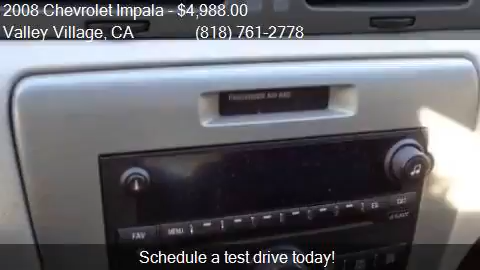 2008 Chevrolet Impala - $4,988.00
Valley Village, CA (818) 761-2778
PASSENGER AIR BAG
FAV MENU EJECT
Schedule a test drive today!